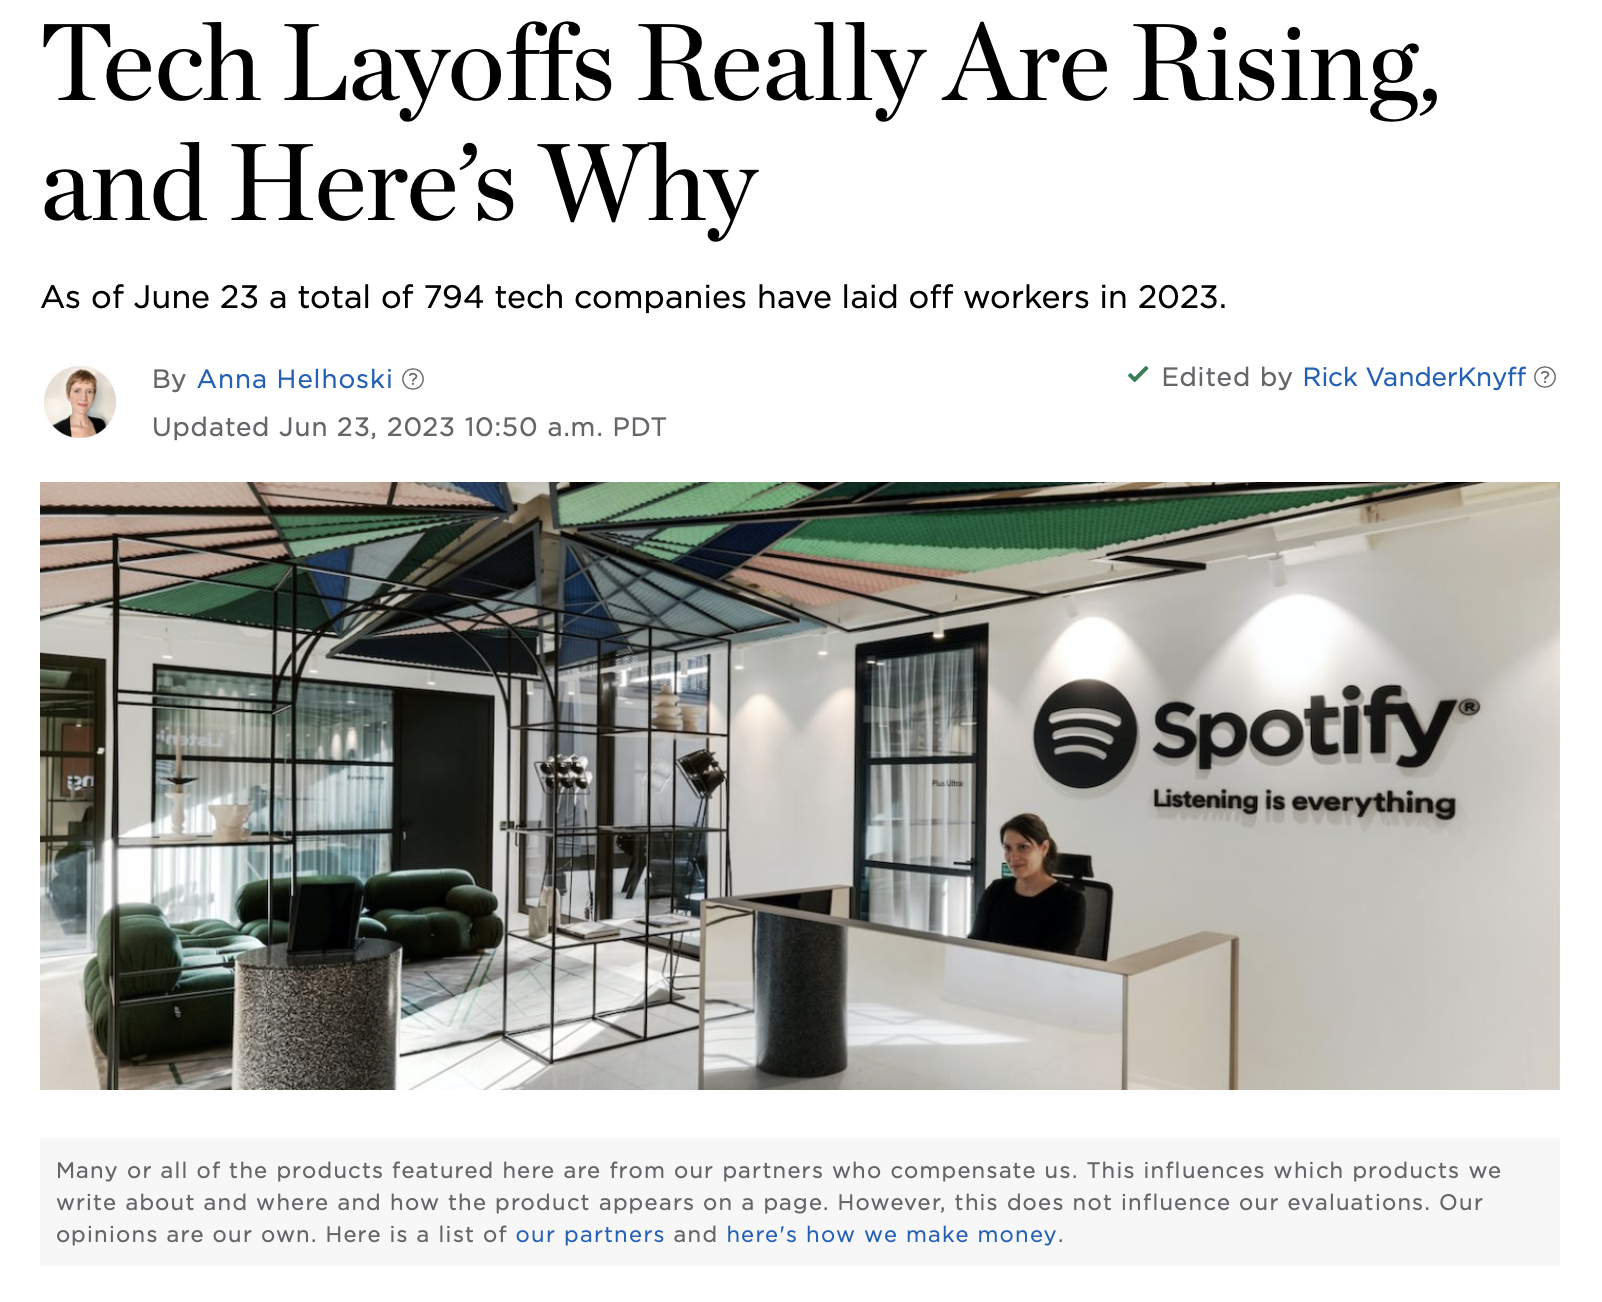 Tech Layoffs Really Are Rising,
and Here’s Why
As of June 23 a total of 794 tech companies have laid off workers in 2023.
By Anna Helhoski ?
Updated Jun 23, 2023 10:50 a.m. PDT
✓ Edited by Rick VanderKnyff ?
Spotify®
Listening is everything
Plus Ultra
Many or all of the products featured here are from our partners who compensate us. This influences which products we
write about and where and how the product appears on a page. However, this does not influence our evaluations. Our
opinions are our own. Here is a list of our partners and here's how we make money.